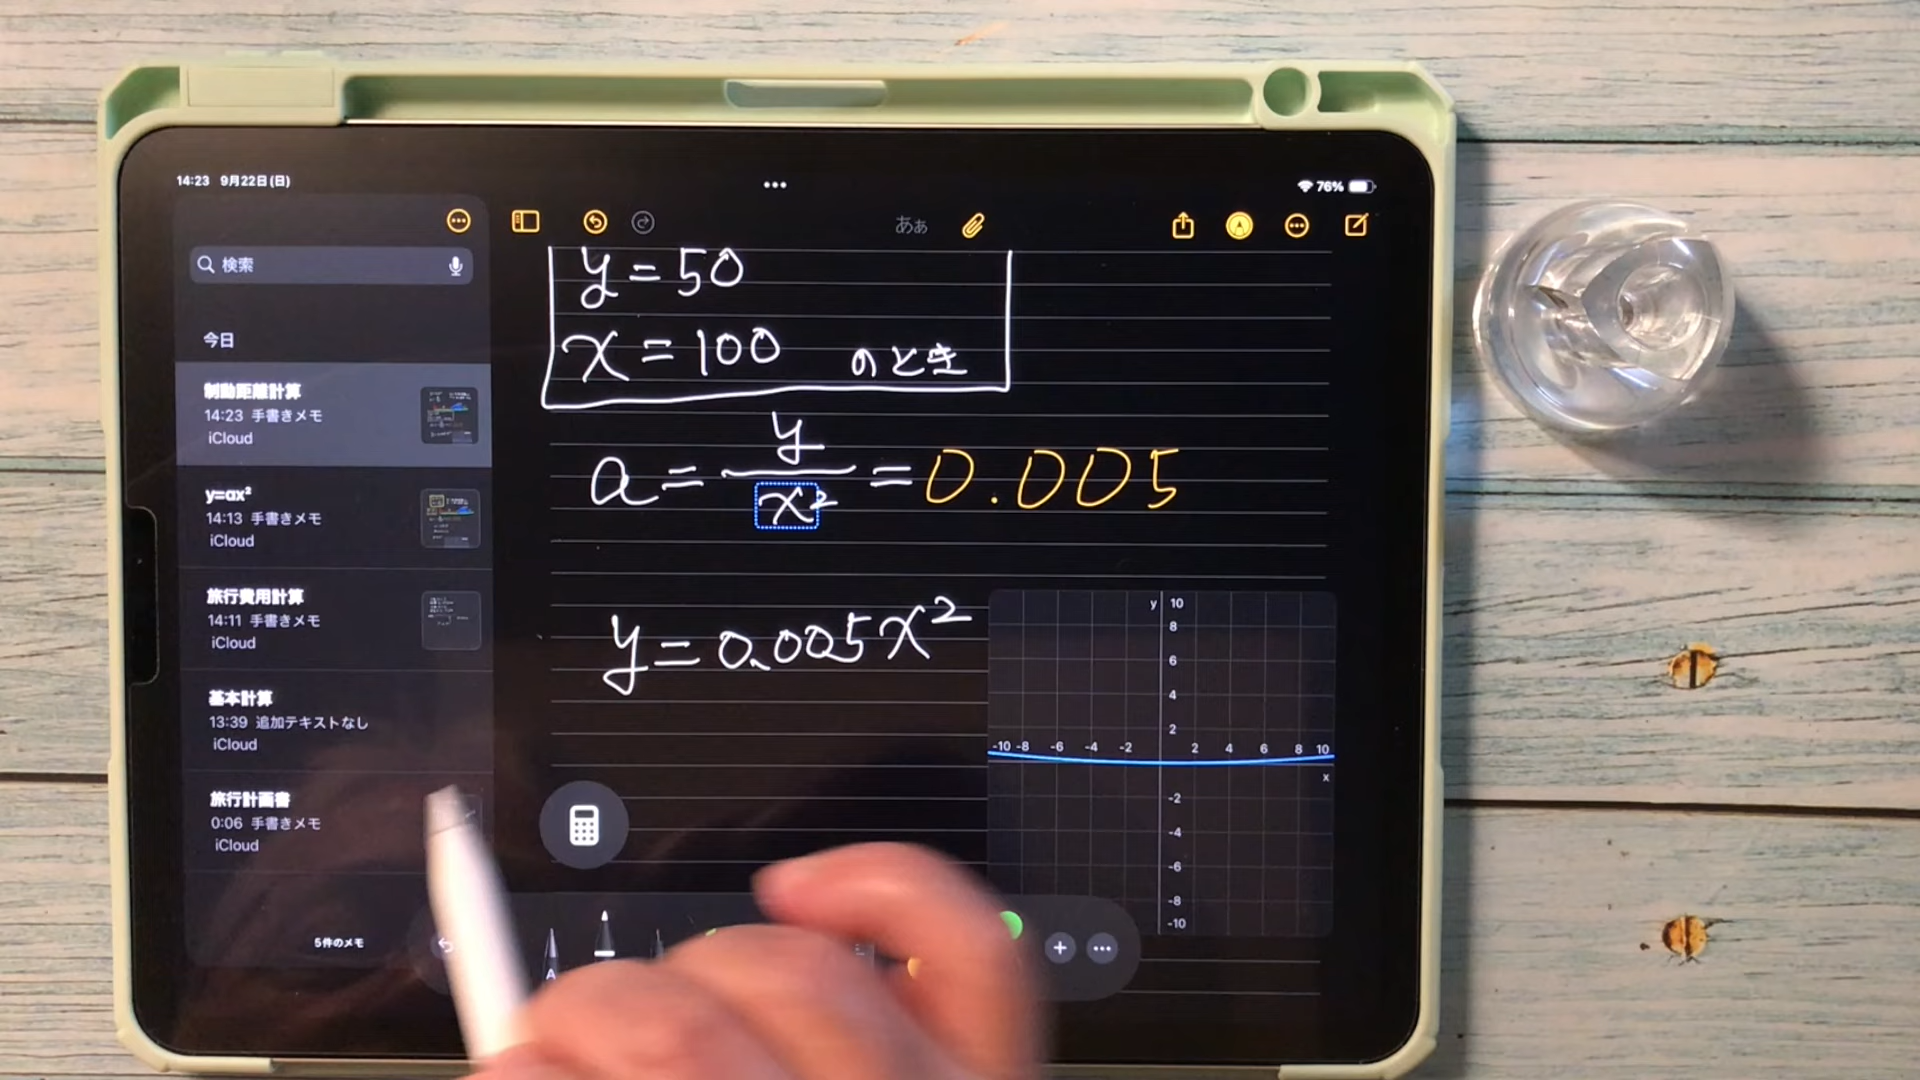 14:23 9月22日(日)
76%
検索
今日
制動距離計算
14:23 手書きメモ
iCloud
y=ax²
14:13 手書きメモ
iCloud
旅行費用計算
14:11 手書きメモ
iCloud
基本計算
13:39 追加テキストなし
iCloud
旅行計画書
0:06 手書きメモ
iCloud
5件のメモ
あぁ
y = 50
x = 100 のとき
a = y/x² = 0.005
y = 0.005x²
y 10
8
6
4
2
-10 -8 -6 -4 -2 2 4 6 8 10
x
-2
-4
-6
-8
-10
A